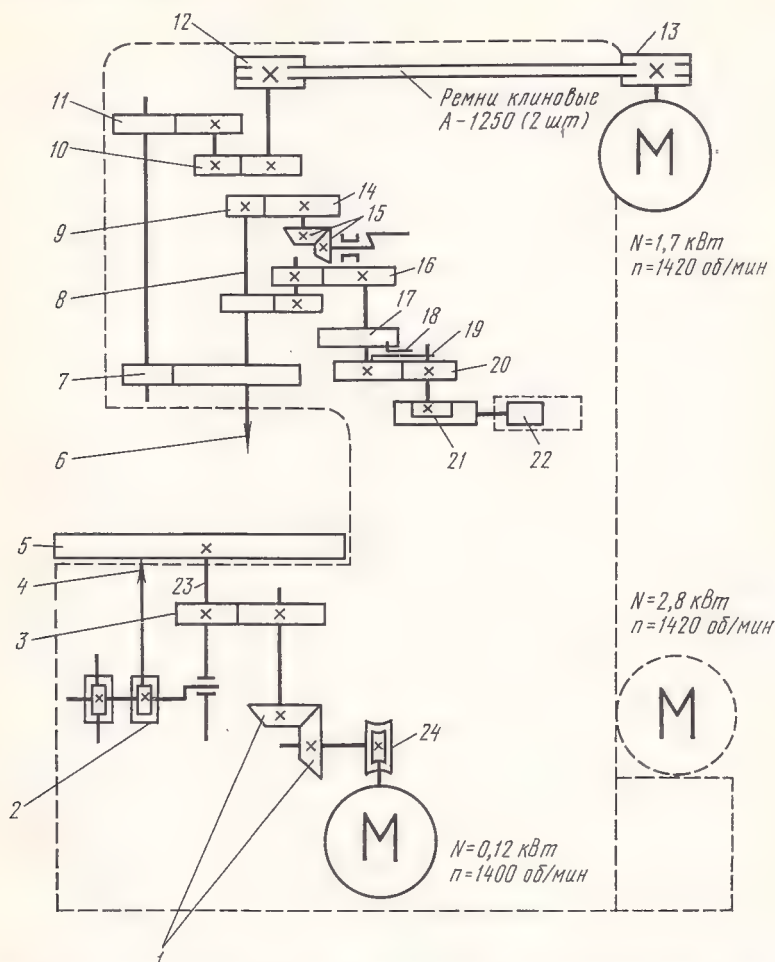 12
13
Ремни клиновые
А-1250 (2 шт)
11
М
10
14
9
15
N=1,7 кВт
n=1420 об/мин
16
8
17
18
19
20
7
6
21
22
5
4
23
N=2,8 кВт
n=1420 об/мин
3
М
24
2
М
N=0,12 кВт
n=1400 об/мин
1